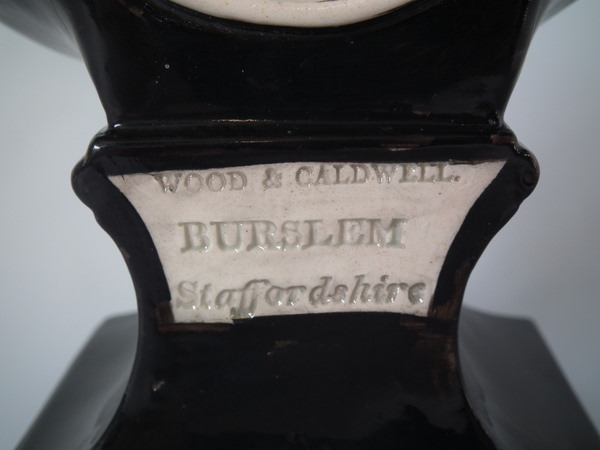 WOOD & CALDWELL.
BURSLEM
Staffordshire